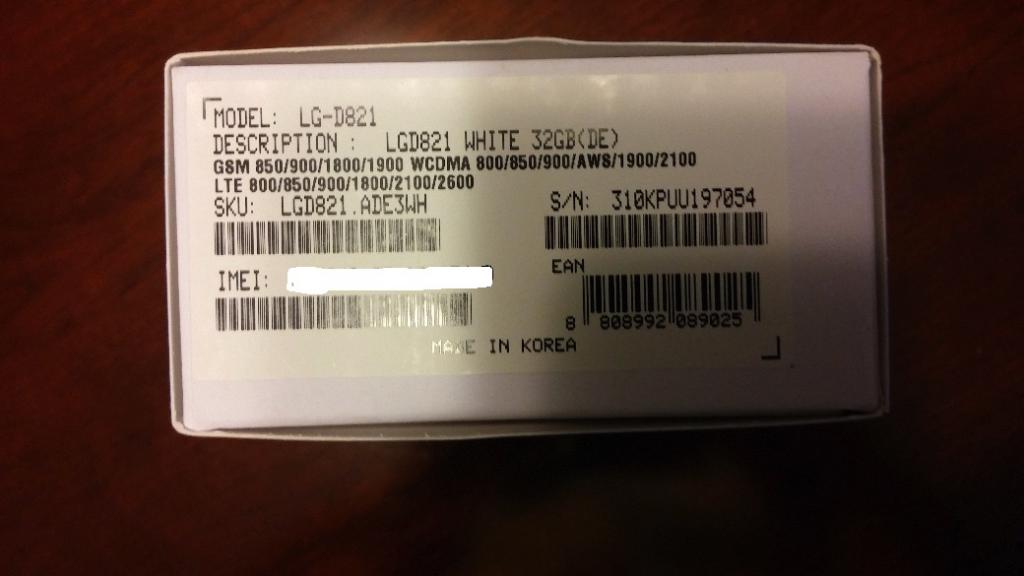 MODEL: LG-D821
DESCRIPTION : LGD821 WHITE 32GB(DE)
GSM 850/900/1800/1900 WCDMA 800/850/900/AWS/1900/2100
LTE 800/850/900/1800/2100/2600
SKU: LGD821.ADE3WH
S/N: 310KPUU197054
IMEI:
EAN
8 808992 089025
MADE IN KOREA